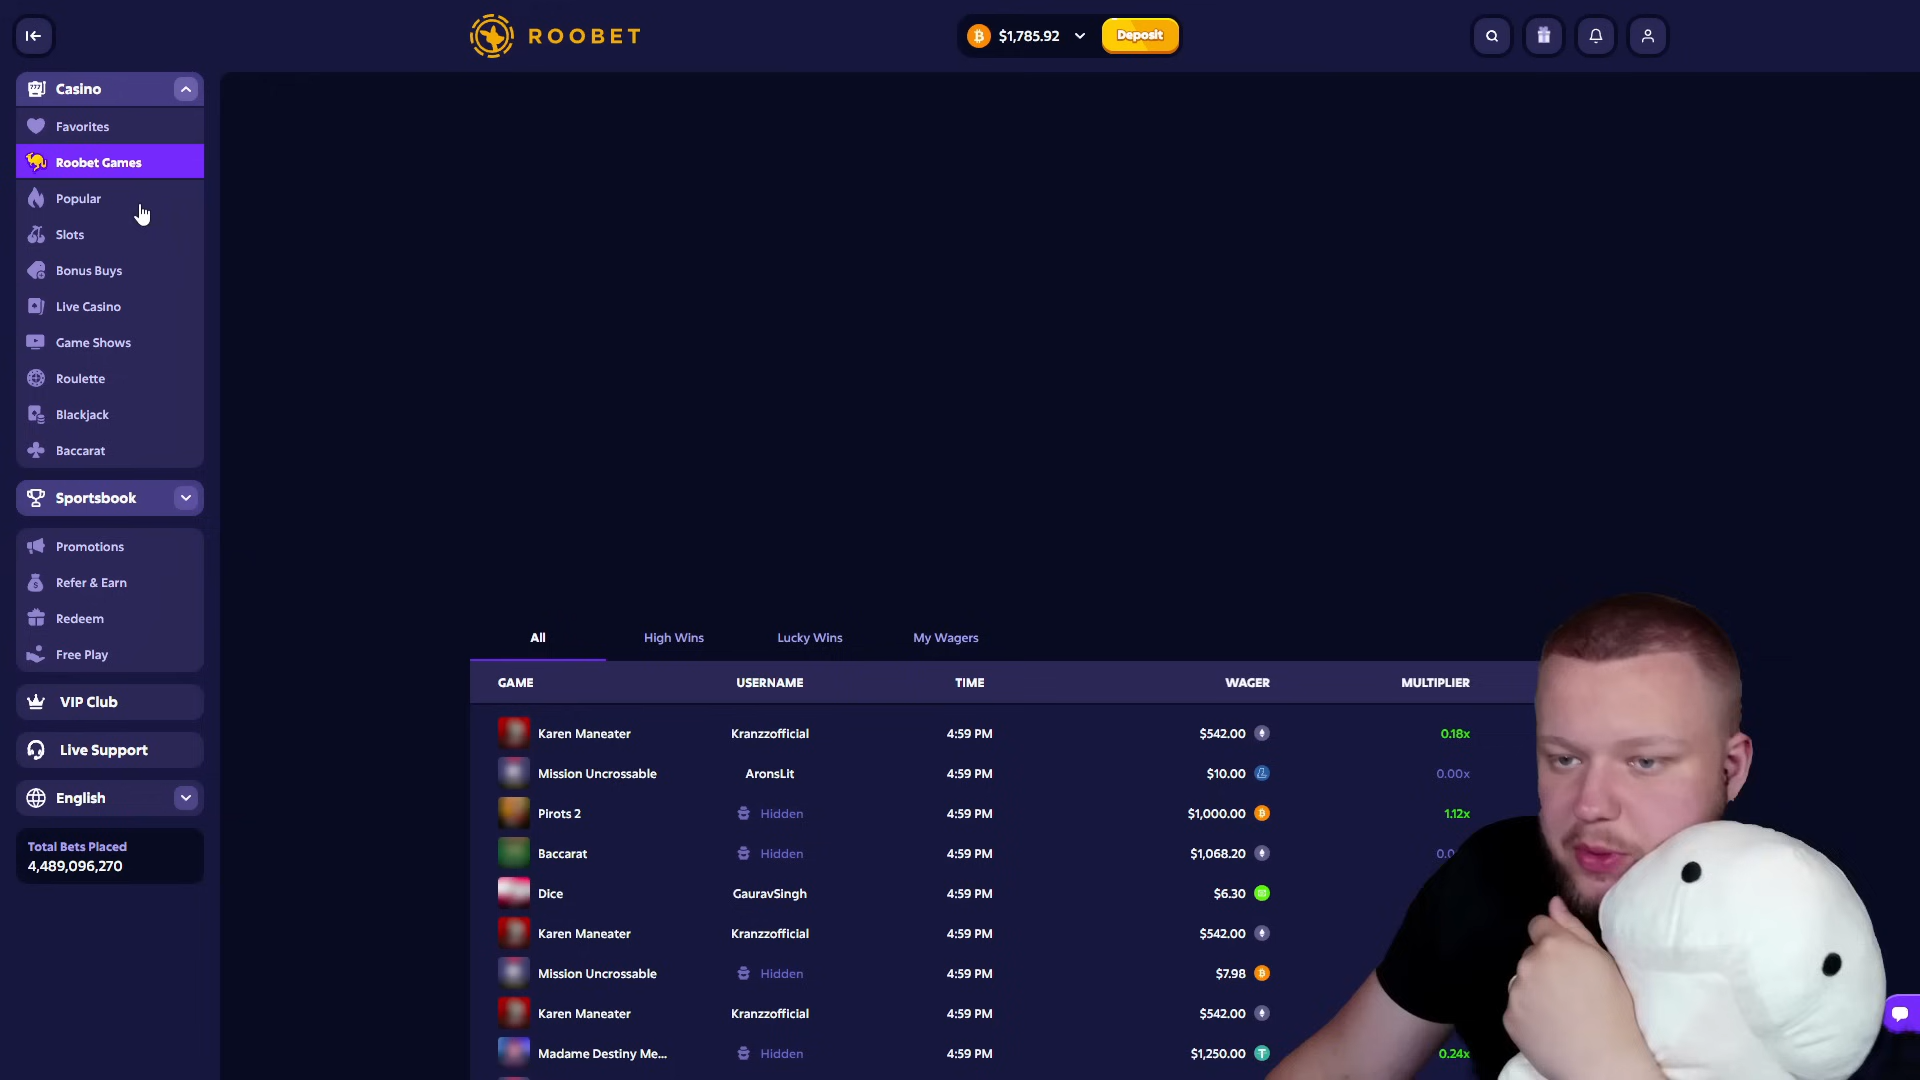 ROOBET
$1,785.92
Deposit
Casino
Favorites
Roobet Games
Popular
Slots
Bonus Buys
Live Casino
Game Shows
Roulette
Blackjack
Baccarat
Sportsbook
Promotions
Refer & Earn
Redeem
Free Play
VIP Club
Live Support
English
Total Bets Placed
4,489,096,270
All High Wins Lucky Wins My Wagers
GAME USERNAME TIME WAGER MULTIPLIER
Karen Maneater Kranzzofficial 4:59 PM $542.00 0.18x
Mission Uncrossable AronsLit 4:59 PM $10.00 0.00x
Pirots 2 Hidden 4:59 PM $1,000.00 1.12x
Baccarat Hidden 4:59 PM $1,068.20
Dice GauravSingh 4:59 PM $6.30
Karen Maneater Kranzzofficial 4:59 PM $542.00
Mission Uncrossable Hidden 4:59 PM $7.98
Karen Maneater Kranzzofficial 4:59 PM $542.00
Madame Destiny Me... Hidden 4:59 PM $1,250.00 0.24x